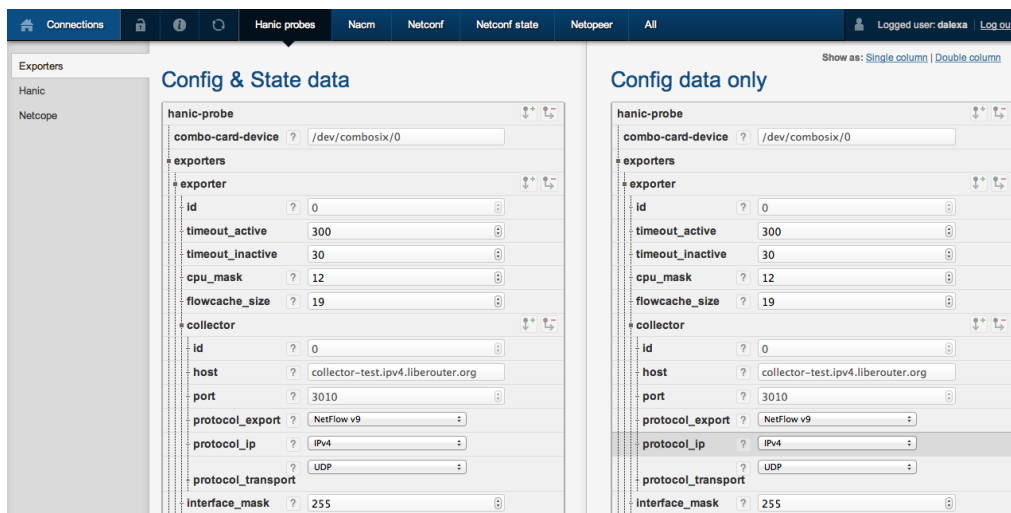 Connections Hanic probes Nacm Netconf Netconf state Netopeer All Logged user: dalexa Log out
Exporters
Hanic
Netcope
Show as: Single column | Double column
Config & State data
hanic-probe
combo-card-device ? /dev/combosix/0
exporters
exporter
id ? 0
timeout_active 300
timeout_inactive 30
cpu_mask ? 12
flowcache_size ? 19
collector
id ? 0
host ? collector-test.ipv4.liberouter.org
port ? 3010
protocol_export ? NetFlow v9
protocol_ip ? IPv4
? UDP
protocol_transport
interface_mask ? 255
Config data only
hanic-probe
combo-card-device ? /dev/combosix/0
exporters
exporter
id ? 0
timeout_active 300
timeout_inactive 30
cpu_mask ? 12
flowcache_size ? 19
collector
id ? 0
host ? collector-test.ipv4.liberouter.org
port ? 3010
protocol_export ? NetFlow v9
protocol_ip ? IPv4
? UDP
protocol_transport
interface_mask ? 255